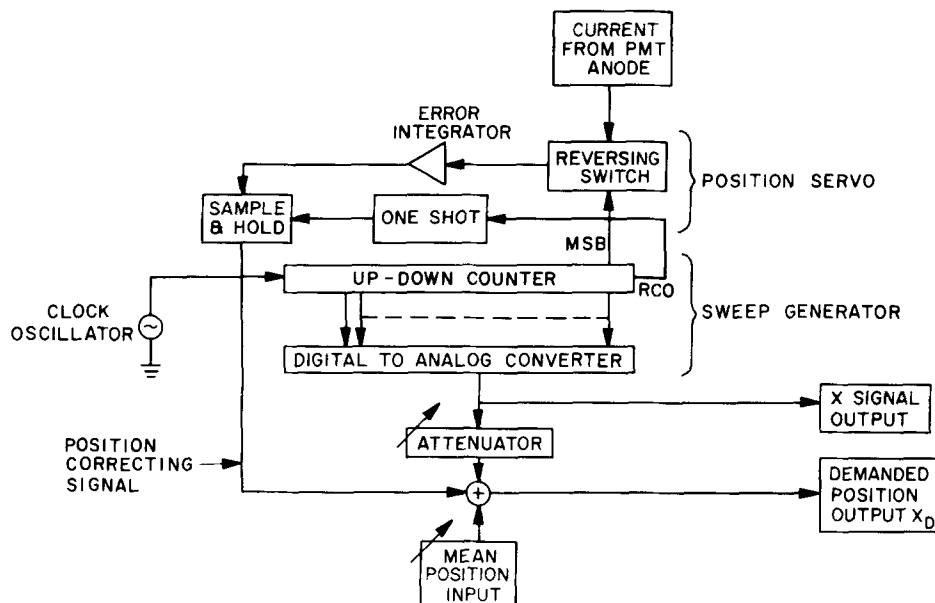 CURRENT
FROM PMT
ANODE
ERROR
INTEGRATOR
REVERSING
SWITCH
POSITION SERVO
SAMPLE
& HOLD
ONE SHOT
MSB
UP-DOWN COUNTER
RCO
CLOCK
OSCILLATOR
SWEEP GENERATOR
DIGITAL TO ANALOG CONVERTER
X SIGNAL
OUTPUT
ATTENUATOR
POSITION
CORRECTING
SIGNAL
+
DEMANDED
POSITION
OUTPUT XD
MEAN
POSITION
INPUT